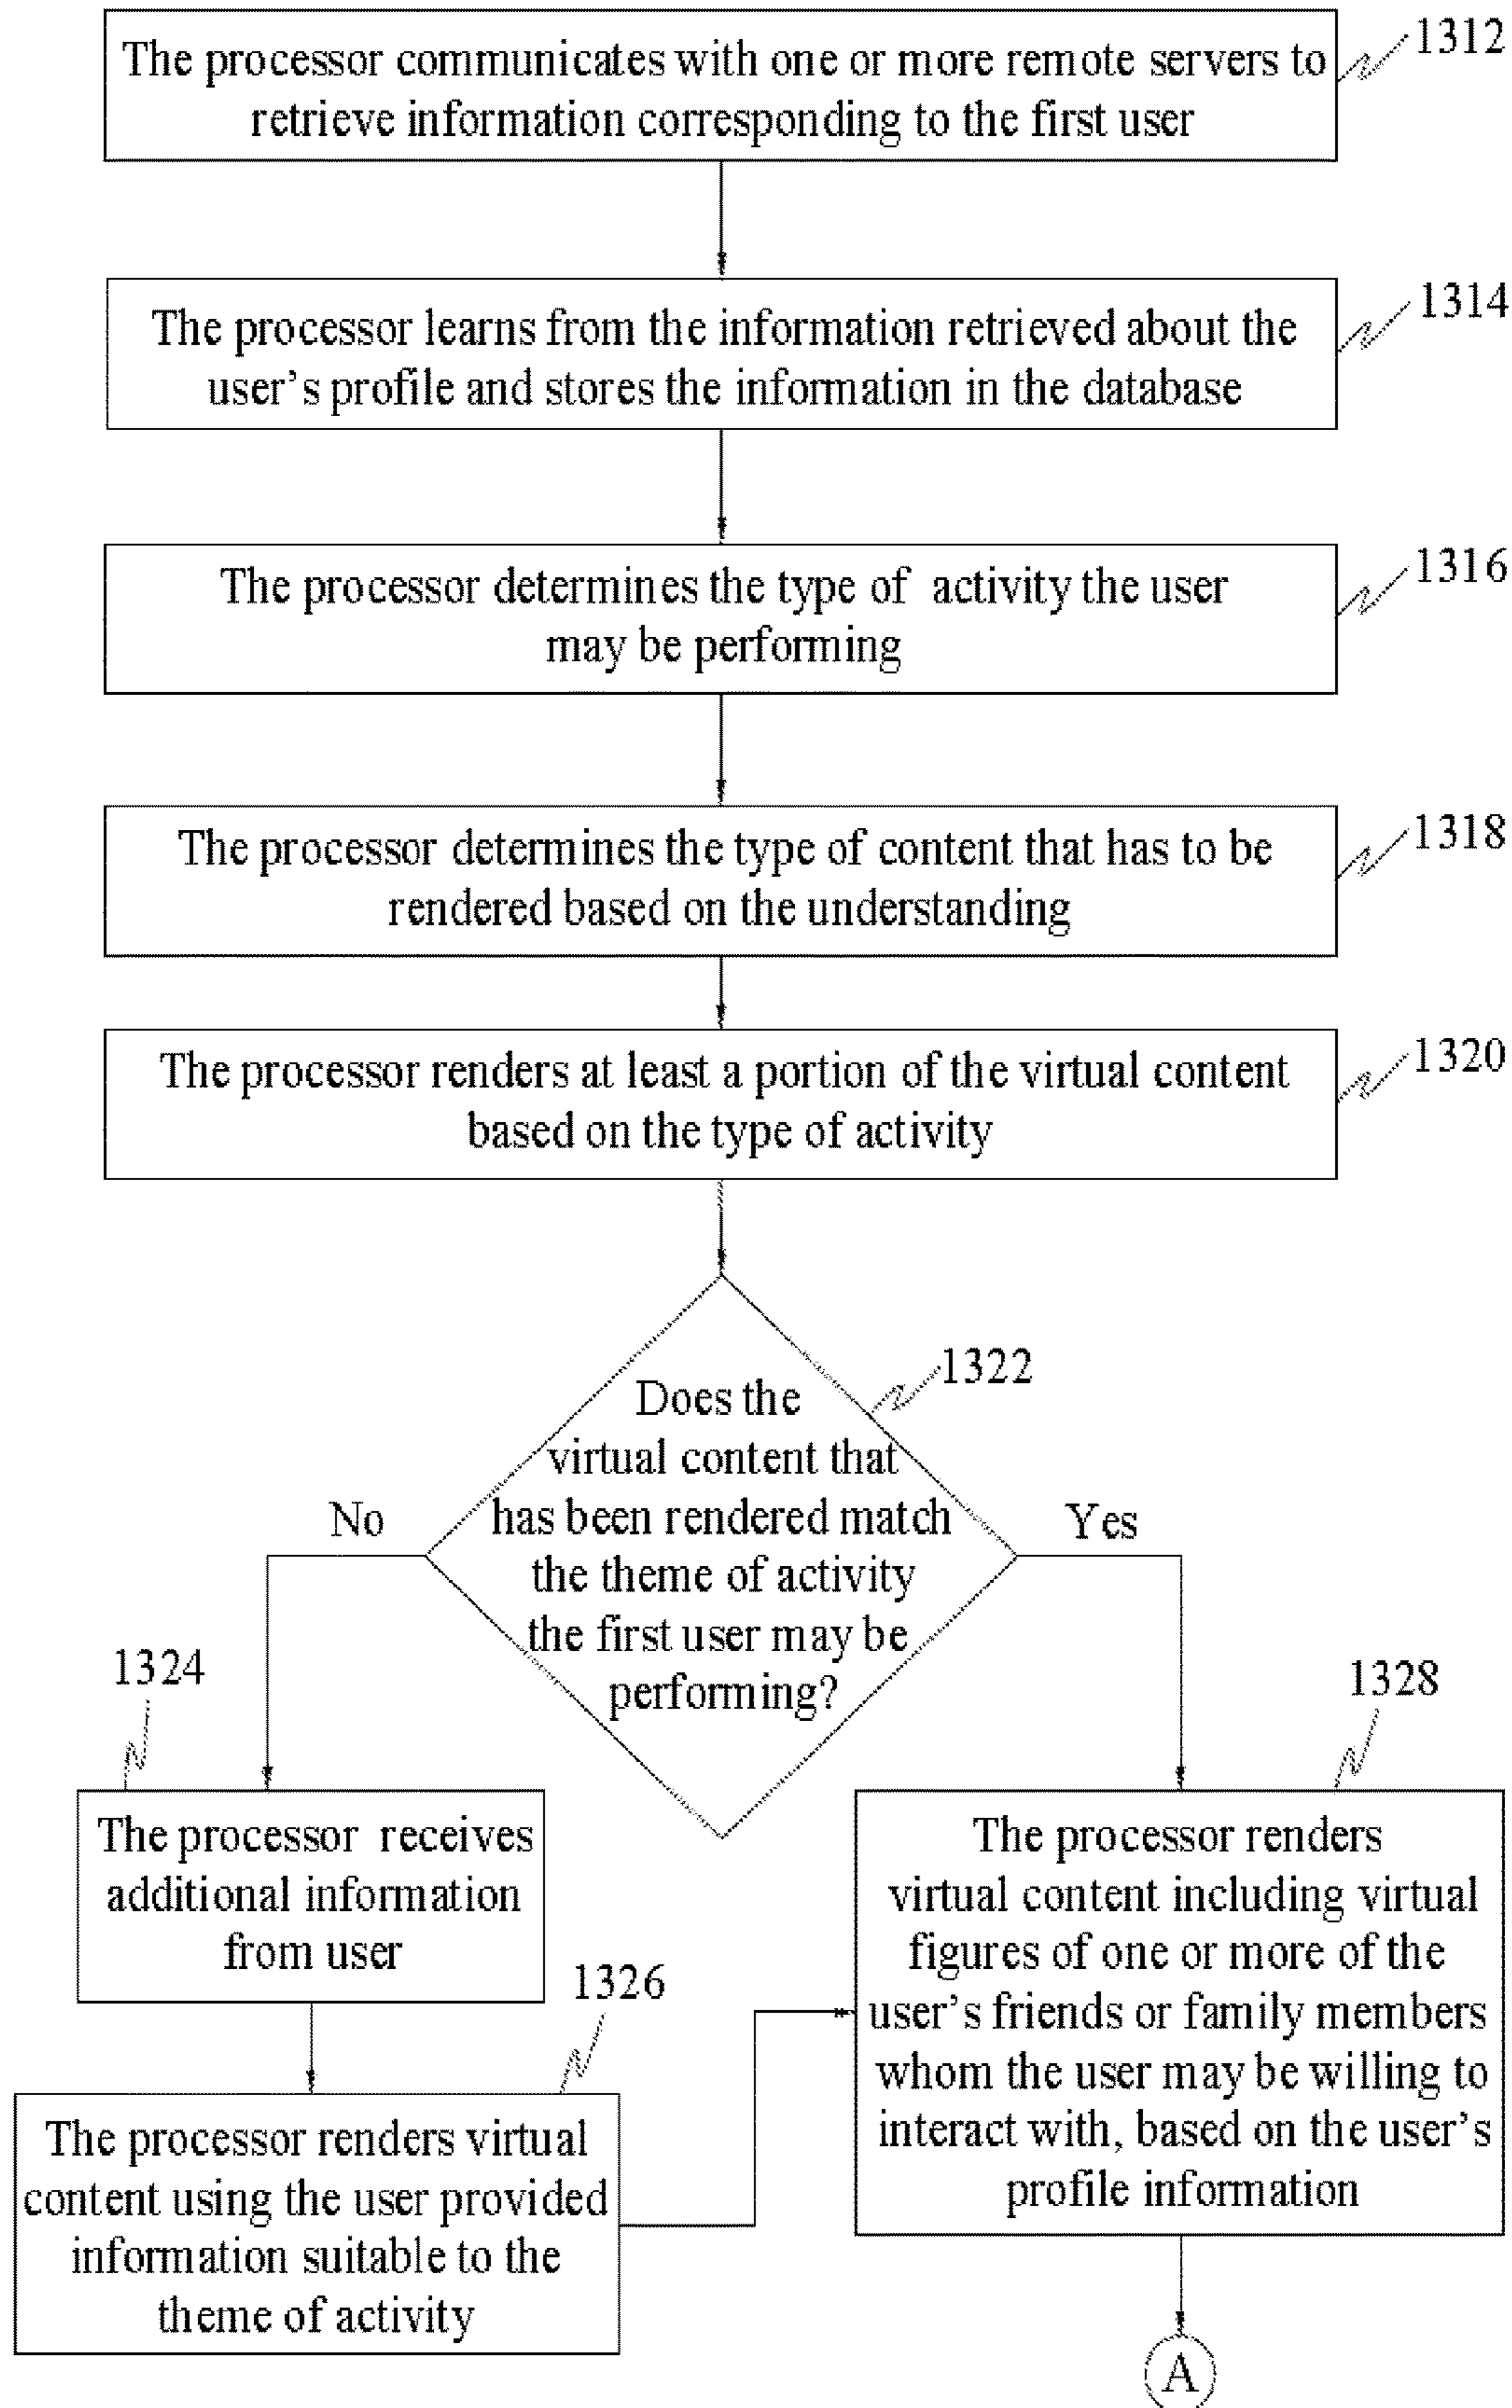 The processor communicates with one or more remote servers to
retrieve information corresponding to the first user
1312
The processor learns from the information retrieved about the
user's profile and stores the information in the database
1314
The processor determines the type of activity the user
may be performing
1316
The processor determines the type of content that has to be
rendered based on the understanding
1318
The processor renders at least a portion of the virtual content
based on the type of activity
1320
Does the
virtual content that
has been rendered match
the theme of activity
the first user may be
performing?
1322
No
Yes
1324
The processor receives
additional information
from user
1326
The processor renders virtual
content using the user provided
information suitable to the
theme of activity
1328
The processor renders
virtual content including virtual
figures of one or more of the
user's friends or family members
whom the user may be willing to
interact with, based on the user's
profile information
A